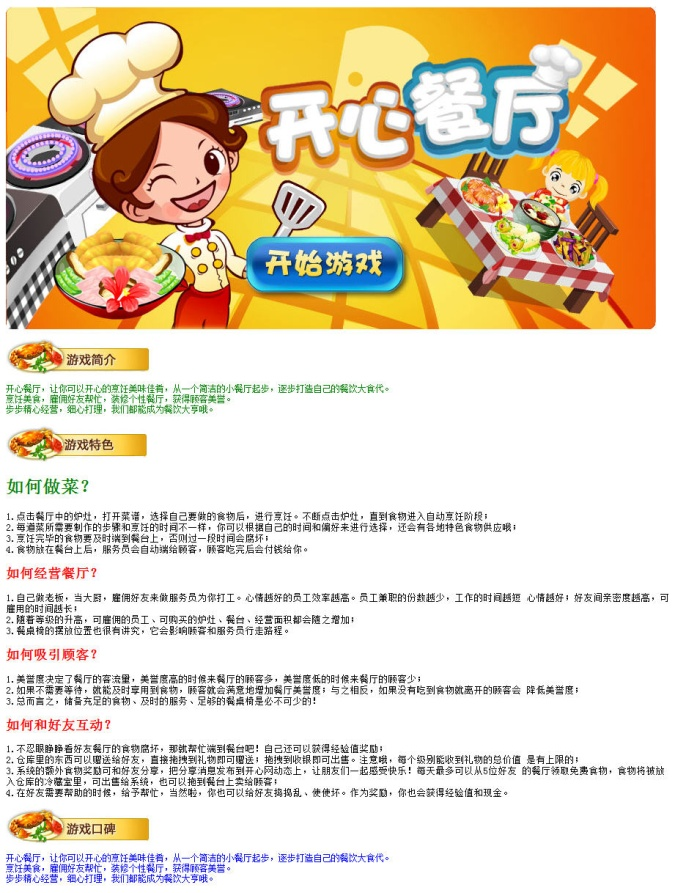 开心餐厅
开始游戏
游戏简介
开心餐厅，让你可以开心的烹饪美味佳肴，从一个简洁的小餐厅起步，逐步打造自己的餐饮大食代。
烹饪美食，雇佣好友帮忙，装修个性餐厅，获得顾客美誉。
步步精心经营，细心打理，我们都能成为餐饮大亨哦。
游戏特色
如何做菜？
1.点击餐厅中的炉灶，打开菜谱，选择自己要做的食物后，进行烹饪。不断点击炉灶，直到食物进入自动烹饪阶段；
2.每道菜所需要制作的步骤和烹饪的时间不一样，你可以根据自己的时间和偏好来进行选择，还会有各地特色食物供应哦；
3.烹饪完毕的食物要及时端到餐台上，否则过一段时间会腐坏；
4.食物放在餐台上后，服务员会自动端给顾客，顾客吃完后会付钱给你。
如何经营餐厅？
1.自己做老板，当大厨，雇佣好友来做服务员为你打工。心情越好的员工效率越高。员工兼职的份数越少，工作的时间越短 心情越好；好友间亲密度越高，可
雇用的时间越长；
2.随着等级的升高，可雇佣的员工、可购买的炉灶、餐台、经营面积都会随之增加；
3.餐桌椅的摆放位置也很有讲究，它会影响顾客和服务员行走路程。
如何吸引顾客？
1.美誉度决定了餐厅的客流量，美誉度高的时候来餐厅的顾客多，美誉度低的时候来餐厅的顾客少；
2.如果不需要等待，就能及时享用到食物，顾客就会满意地增加餐厅美誉度；与之相反，如果没有吃到食物就离开的顾客会 降低美誉度；
3.总而言之，储备充足的食物、及时的服务、足够的餐桌椅是必不可少的！
如何和好友互动？
1.不忍眼睁睁看好友餐厅的食物腐坏，那就帮忙端到餐台吧！自己还可以获得经验值奖励；
2.仓库里的东西可以赠送给好友，直接拖拽到礼物即可赠送；拖拽到收银即可出售。注意哦，每个级别能收到礼物的总价值 是有上限的；
3.系统的额外食物奖励可和好友分享，把分享消息发布到开心网动态上，让朋友们一起感受快乐！每天最多可以从5位好友 的餐厅领取免费食物，食物将被放
入仓库的冷藏室里，可出售给系统，也可以拖到餐台上卖给顾客；
4.在好友需要帮助的时候，给予帮忙，当然啦，你也可以给好友捣捣乱、使使坏。作为奖励，你也会获得经验值和现金。
游戏口碑
开心餐厅，让你可以开心的烹饪美味佳肴，从一个简洁的小餐厅起步，逐步打造自己的餐饮大食代。
烹饪美食，雇佣好友帮忙，装修个性餐厅，获得顾客美誉。
步步精心经营，细心打理，我们都能成为餐饮大亨哦。